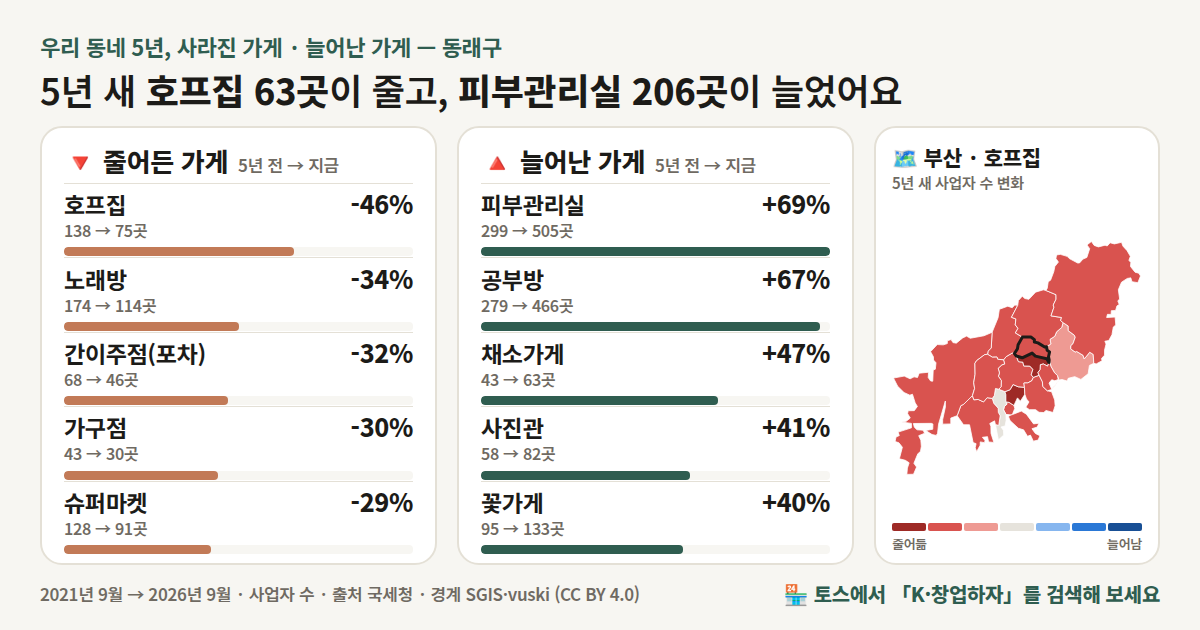 우리 동네 5년, 사라진 가게 · 늘어난 가게 — 동래구
5년 새 호프집 63곳이 줄고, 피부관리실 206곳이 늘었어요
줄어든 가게 5년 전 → 지금
호프집 -46%
138 → 75곳
노래방 -34%
174 → 114곳
간이주점(포차) -32%
68 → 46곳
가구점 -30%
43 → 30곳
슈퍼마켓 -29%
128 → 91곳
늘어난 가게 5년 전 → 지금
피부관리실 +69%
299 → 505곳
공부방 +67%
279 → 466곳
채소가게 +47%
43 → 63곳
사진관 +41%
58 → 82곳
꽃가게 +40%
95 → 133곳
부산 · 호프집
5년 새 사업자 수 변화
줄어듦 늘어남
2021년 9월 → 2026년 9월 · 사업자 수 · 출처 국세청 · 경계 SGIS·vuski (CC BY 4.0)
토스에서 「K·창업하자」를 검색해 보세요